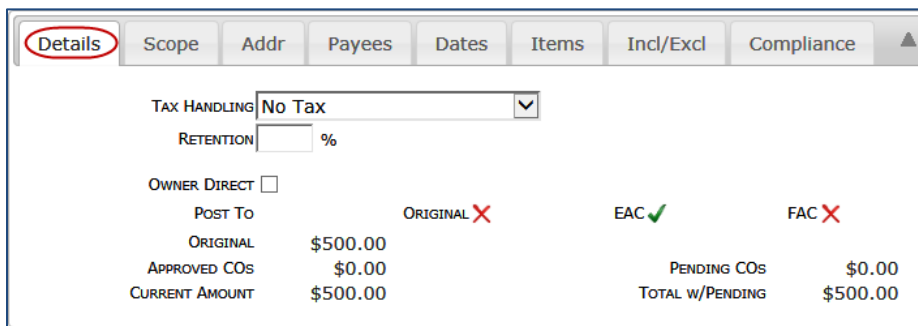 Details Scope Addr Payees Dates Items Incl/Excl Compliance
TAX HANDLING No Tax
RETENTION %
OWNER DIRECT
POST TO ORIGINAL EAC FAC
ORIGINAL $500.00
APPROVED COS $0.00 PENDING COS $0.00
CURRENT AMOUNT $500.00 TOTAL W/PENDING $500.00